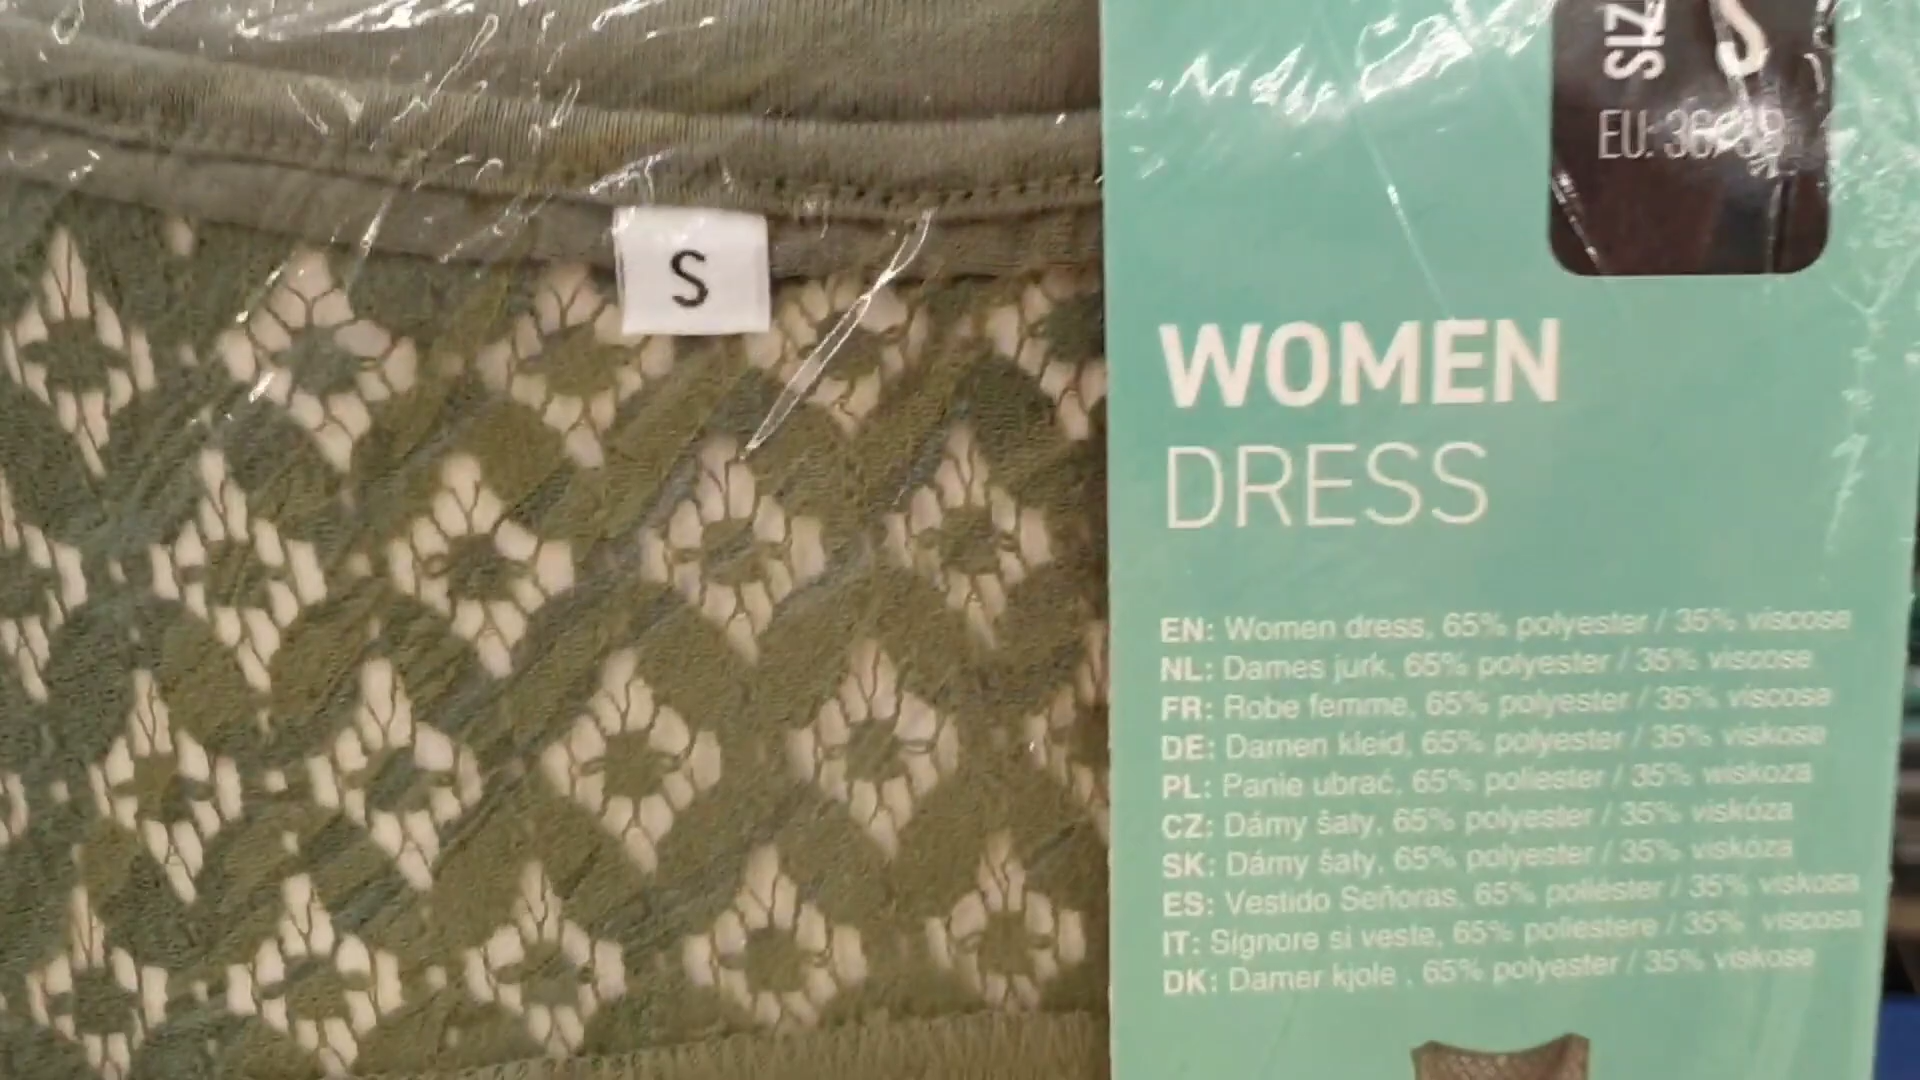 S
SIZ
S
EU: 36/38
WOMEN
DRESS
EN: Women dress, 65% polyester / 35% viscose
NL: Dames jurk, 65% polyester / 35% viscose
FR: Robe femme, 65% polyester / 35% viscose
DE: Damen kleid, 65% polyester / 35% viskose
PL: Panie ubrać, 65% poliester / 35% wiskoza
CZ: Dámy šaty, 65% polyester / 35% viskóza
SK: Dámy šaty, 65% polyester / 35% viskóza
ES: Vestido Señoras, 65% poliéster / 35% viskosa
IT: Signore si veste, 65% poliestere / 35% viscosa
DK: Damer kjole , 65% polyester / 35% viskose